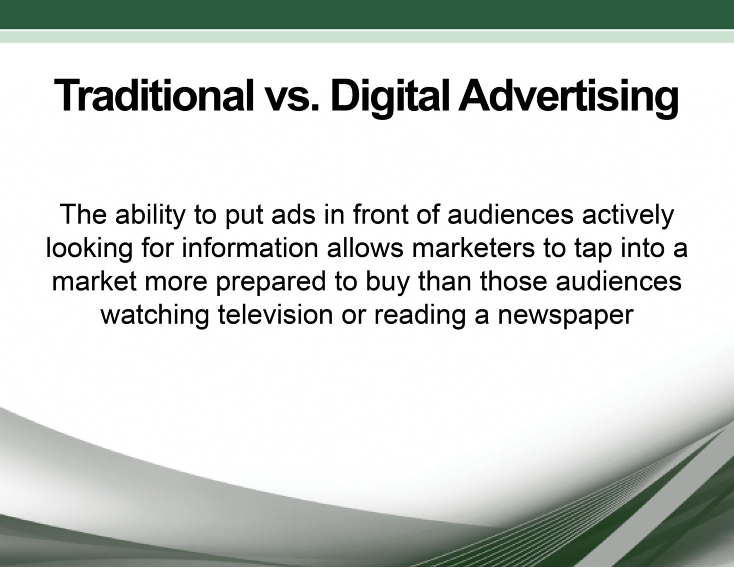 Traditional vs. Digital Advertising
The ability to put ads in front of audiences actively
looking for information allows marketers to tap into a
market more prepared to buy than those audiences
watching television or reading a newspaper